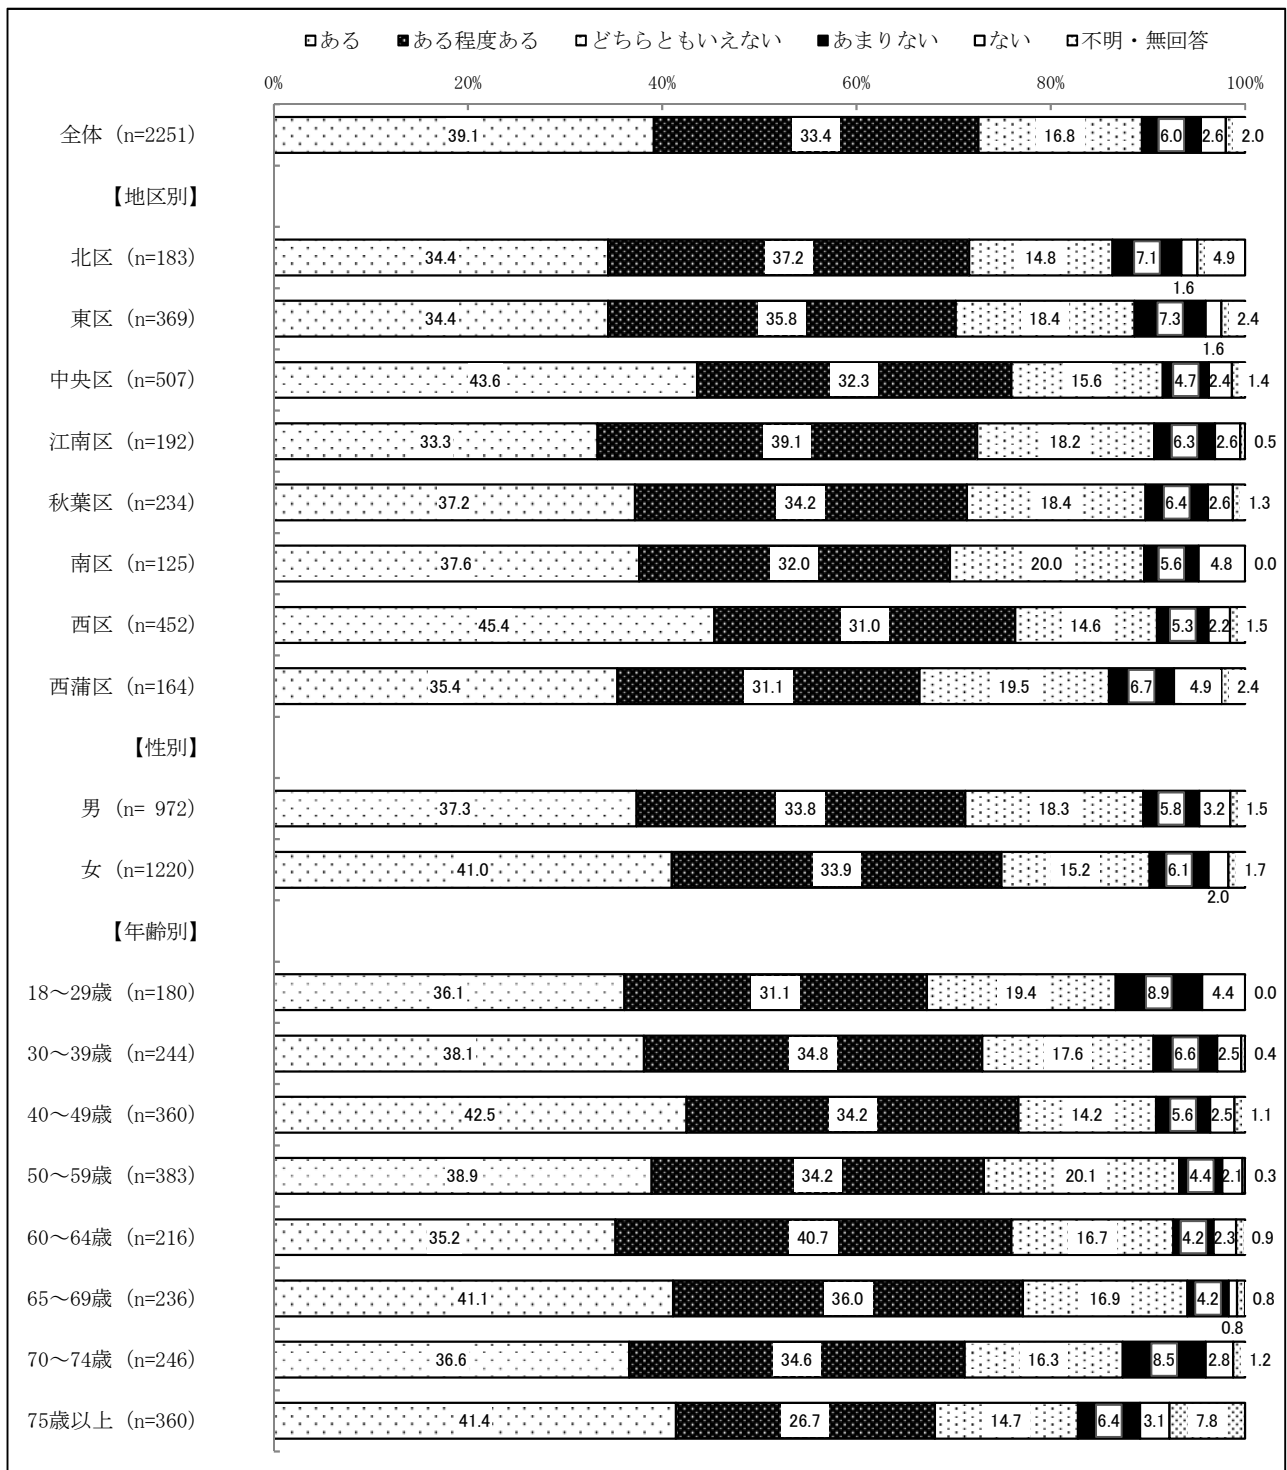 ある ある程度ある どちらともいえない あまりない ない 不明・無回答
0% 20% 40% 60% 80% 100%
全体 (n=2251) 39.1 33.4 16.8 6.0 2.6 2.0
【地区別】
北区 (n=183) 34.4 37.2 14.8 7.1 4.9
1.6
東区 (n=369) 34.4 35.8 18.4 7.3 2.4
1.6
中央区 (n=507) 43.6 32.3 15.6 4.7 2.4 1.4
江南区 (n=192) 33.3 39.1 18.2 6.3 2.6 0.5
秋葉区 (n=234) 37.2 34.2 18.4 6.4 2.6 1.3
南区 (n=125) 37.6 32.0 20.0 5.6 4.8 0.0
西区 (n=452) 45.4 31.0 14.6 5.3 2.2 1.5
西蒲区 (n=164) 35.4 31.1 19.5 6.7 4.9 2.4
【性別】
男 (n= 972) 37.3 33.8 18.3 5.8 3.2 1.5
女 (n=1220) 41.0 33.9 15.2 6.1 1.7
2.0
【年齢別】
18～29歳 (n=180) 36.1 31.1 19.4 8.9 4.4 0.0
30～39歳 (n=244) 38.1 34.8 17.6 6.6 2.5 0.4
40～49歳 (n=360) 42.5 34.2 14.2 5.6 2.5 1.1
50～59歳 (n=383) 38.9 34.2 20.1 4.4 2.1 0.3
60～64歳 (n=216) 35.2 40.7 16.7 4.2 2.3 0.9
65～69歳 (n=236) 41.1 36.0 16.9 4.2 0.8
0.8
70～74歳 (n=246) 36.6 34.6 16.3 8.5 2.8 1.2
75歳以上 (n=360) 41.4 26.7 14.7 6.4 3.1 7.8